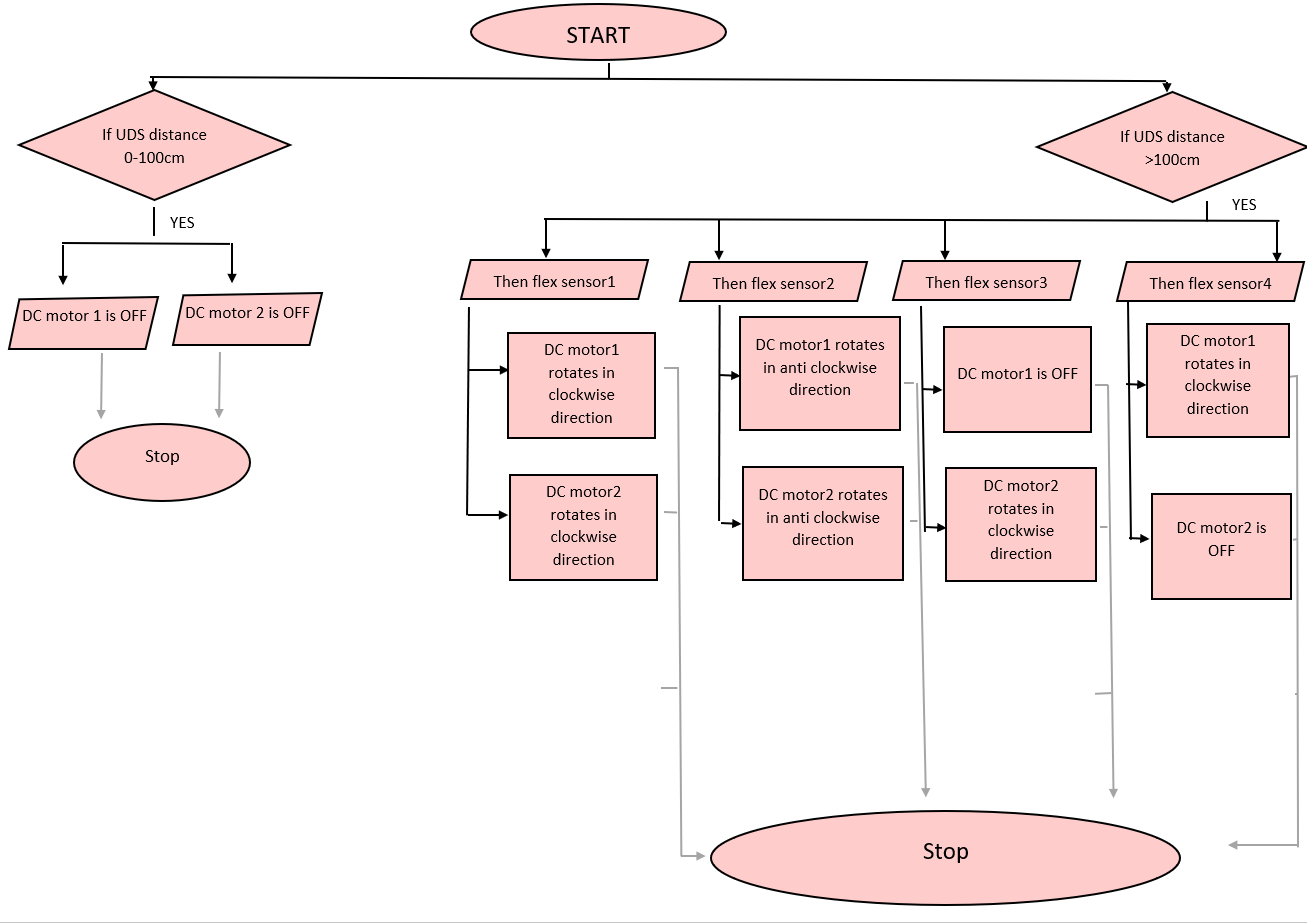 START
If UDS distance
0-100cm
If UDS distance
>100cm
YES
YES
DC motor 1 is OFF
DC motor 2 is OFF
Stop
Then flex sensor1
Then flex sensor2
Then flex sensor3
Then flex sensor4
DC motor1
rotates in
clockwise
direction
DC motor1 rotates
in anti clockwise
direction
DC motor1 is OFF
DC motor1
rotates in
clockwise
direction
DC motor2
rotates in
clockwise
direction
DC motor2 rotates
in anti clockwise
direction
DC motor2
rotates in
clockwise
direction
DC motor2 is
OFF
Stop